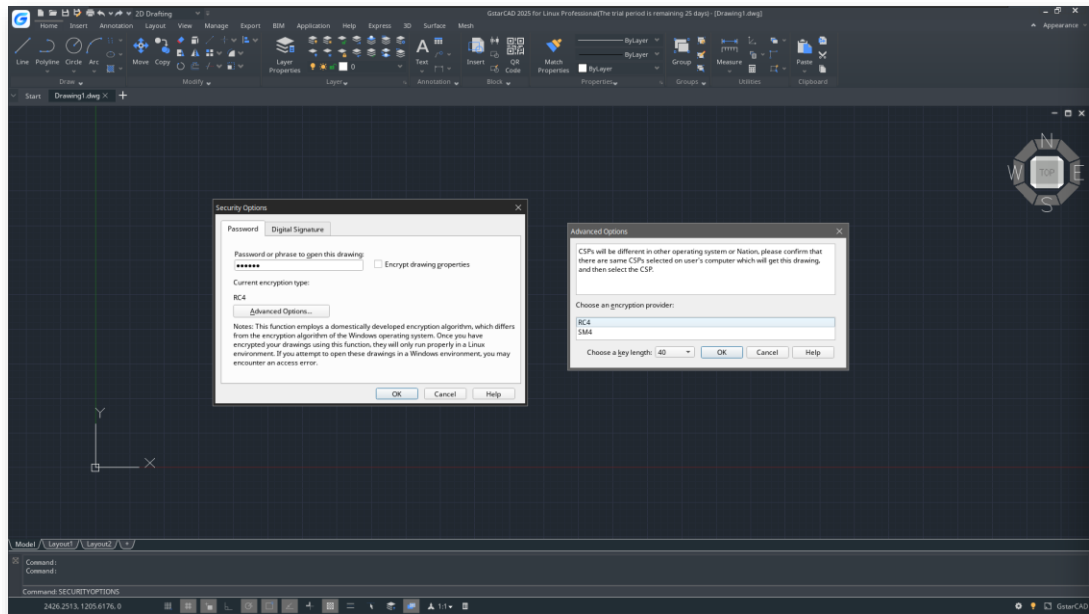 2D Drafting
GstarCAD 2025 for Linux Professional(The trial period is remaining 25 days) - [Drawing1.dwg]
Home Insert Annotation Layout View Manage Export BIM Application Help Express 3D Surface Mesh
Appearance
Line Polyline Circle Arc
Move Copy
Layer
Properties
0
Text
Insert
QR
Code
Match
Properties
ByLayer
ByLayer
ByLayer
Group
Measure
Paste
Draw
Modify
Layer
Annotation
Block
Properties
Groups
Utilities
Clipboard
Start
Drawing1.dwg
N
W TOP E
S
Security Options
Password Digital Signature
Password or phrase to open this drawing:
Encrypt drawing properties
Current encryption type:
RC4
Advanced Options...
Notes: This function employs a domestically developed encryption algorithm, which differs
from the encryption algorithm of the Windows operating system. Once you have
encrypted your drawings using this function, they will only run properly in a Linux
environment. If you attempt to open these drawings in a Windows environment, you may
encounter an access error.
OK Cancel Help
Advanced Options
CSPs will be different in other operating system or Nation, please confirm that
there are same CSPs selected on user's computer which will get this drawing,
and then select the CSP.
Choose an encryption provider:
RC4
SM4
Choose a key length: 40 OK Cancel Help
Y
X
Model Layout1 Layout2 +
Command:
Command:
Command: SECURITYOPTIONS
2426.2513, 1205.6176, 0
1:1
GstarCAD